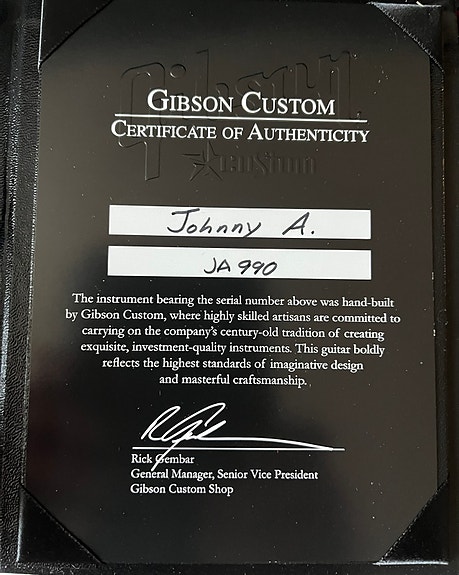 Gibson
Custom
GIBSON CUSTOM
CERTIFICATE OF AUTHENTICITY
Johnny A.
JA 990
The instrument bearing the serial number above was hand-built
by Gibson Custom, where highly skilled artisans are committed to
carrying on the company's century-old tradition of creating
exquisite, investment-quality instruments. This guitar boldly
reflects the highest standards of imaginative design
and masterful craftsmanship.
Rick Gembar
General Manager, Senior Vice President
Gibson Custom Shop